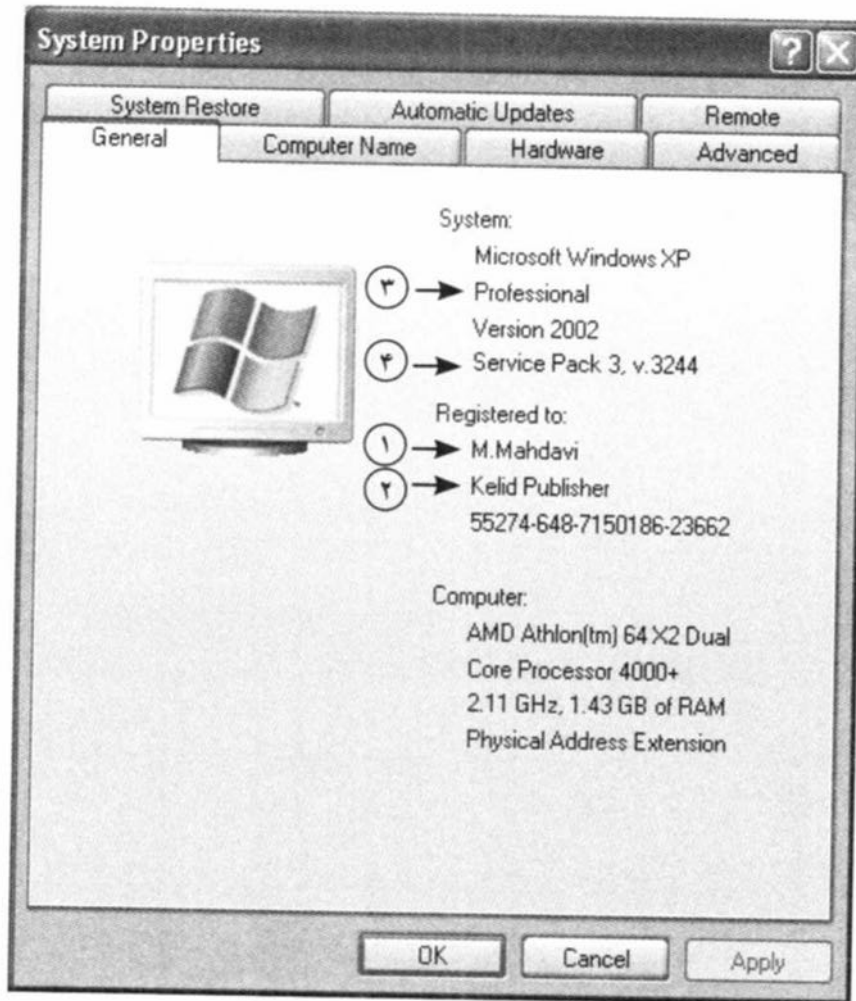 System Properties
System Restore Automatic Updates Remote
General Computer Name Hardware Advanced
System:
Microsoft Windows XP
۳ Professional
Version 2002
۴ Service Pack 3, v.3244
Registered to:
۱ M.Mahdavi
۲ Kelid Publisher
55274-648-7150186-23662
Computer:
AMD Athlon(tm) 64 X2 Dual
Core Processor 4000+
2.11 GHz, 1.43 GB of RAM
Physical Address Extension
OK Cancel Apply